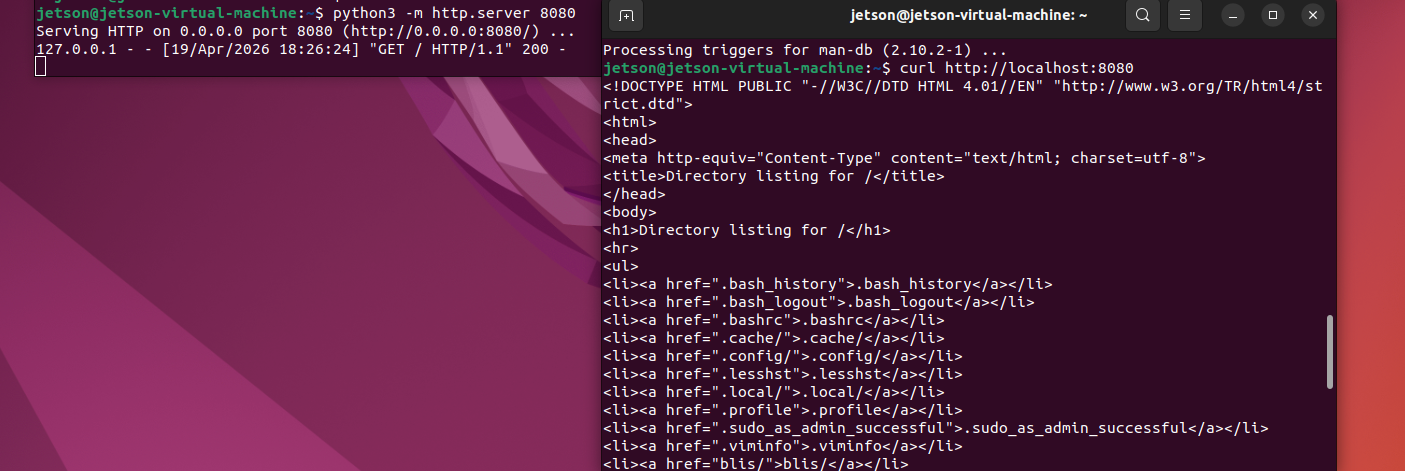 jetson@jetson-virtual-machine:~$ python3 -m http.server 8080
Serving HTTP on 0.0.0.0 port 8080 (http://0.0.0.0:8080/) ...
127.0.0.1 - - [19/Apr/2026 18:26:24] "GET / HTTP/1.1" 200 -
jetson@jetson-virtual-machine: ~
Processing triggers for man-db (2.10.2-1) ...
jetson@jetson-virtual-machine:~$ curl http://localhost:8080
<!DOCTYPE HTML PUBLIC "-//W3C//DTD HTML 4.01//EN" "http://www.w3.org/TR/html4/st
rict.dtd">
<html>
<head>
<meta http-equiv="Content-Type" content="text/html; charset=utf-8">
<title>Directory listing for /</title>
</head>
<body>
<h1>Directory listing for /</h1>
<hr>
<ul>
<li><a href=".bash_history">.bash_history</a></li>
<li><a href=".bash_logout">.bash_logout</a></li>
<li><a href=".bashrc">.bashrc</a></li>
<li><a href=".cache/">.cache/</a></li>
<li><a href=".config/">.config/</a></li>
<li><a href=".lesshst">.lesshst</a></li>
<li><a href=".local/">.local/</a></li>
<li><a href=".profile">.profile</a></li>
<li><a href=".sudo_as_admin_successful">.sudo_as_admin_successful</a></li>
<li><a href=".viminfo">.viminfo</a></li>
<li><a href="blis/">blis/</a></li>